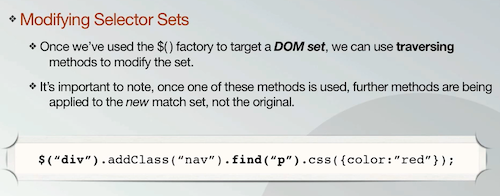 ❖ Modifying Selector Sets
❖ Once we've used the $() factory to target a DOM set, we can use traversing
methods to modify the set.
❖ It's important to note, once one of these methods is used, further methods are being
applied to the new match set, not the original.
$(“div”).addClass(“nav”).find(“p”).css({color:”red”});